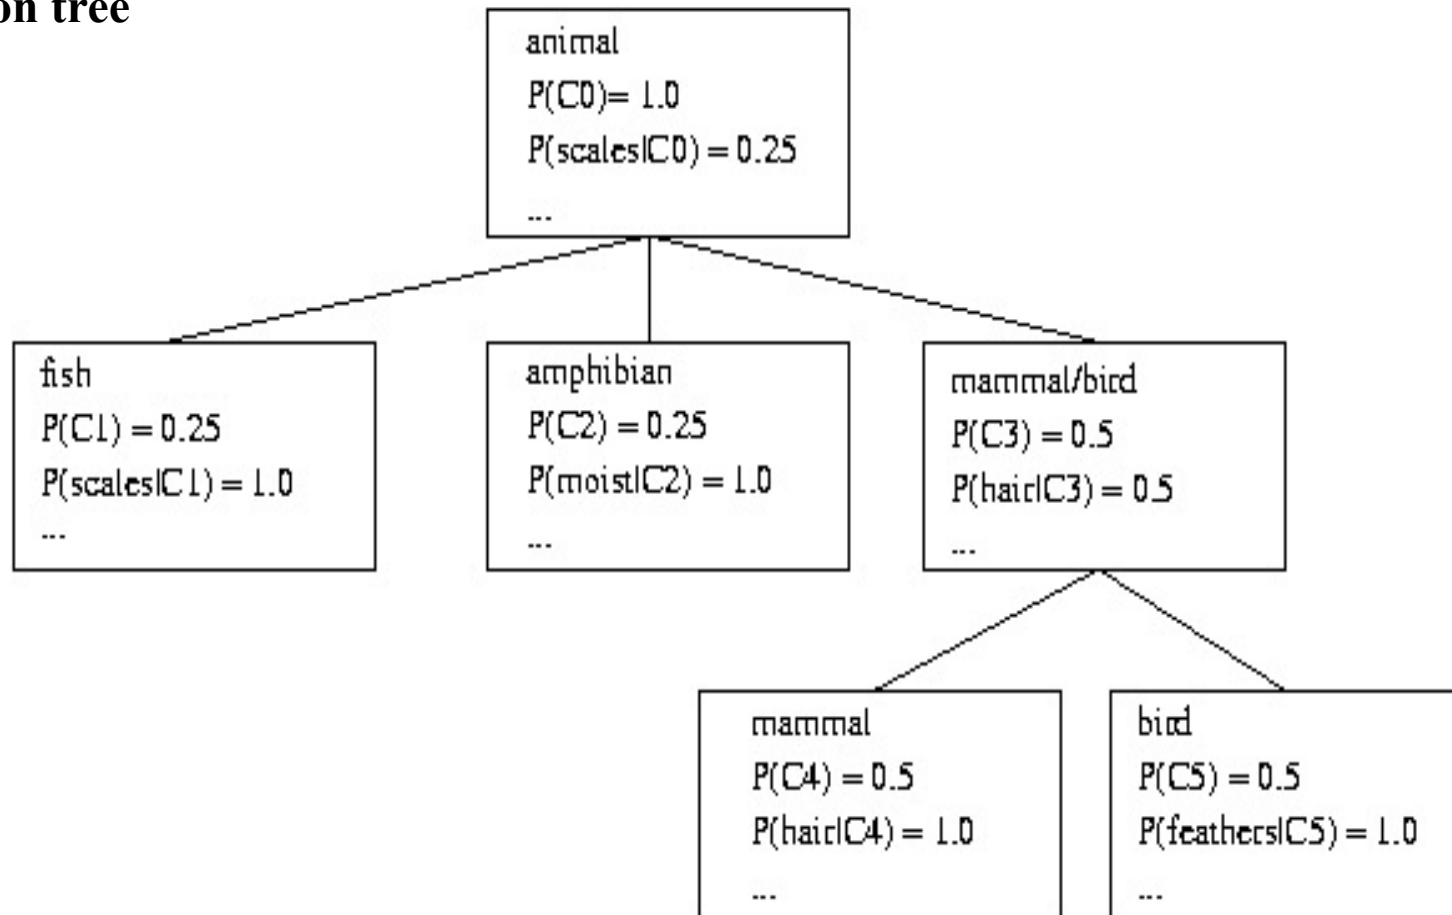 on tree
animal
P(C0)= 1.0
P(scales|C0) = 0.25
...
fish
P(C1) = 0.25
P(scales|C1) = 1.0
...
amphibian
P(C2) = 0.25
P(moist|C2) = 1.0
...
mammal/bird
P(C3) = 0.5
P(hair|C3) = 0.5
...
mammal
P(C4) = 0.5
P(hair|C4) = 1.0
...
bird
P(C5) = 0.5
P(feathers|C5) = 1.0
...